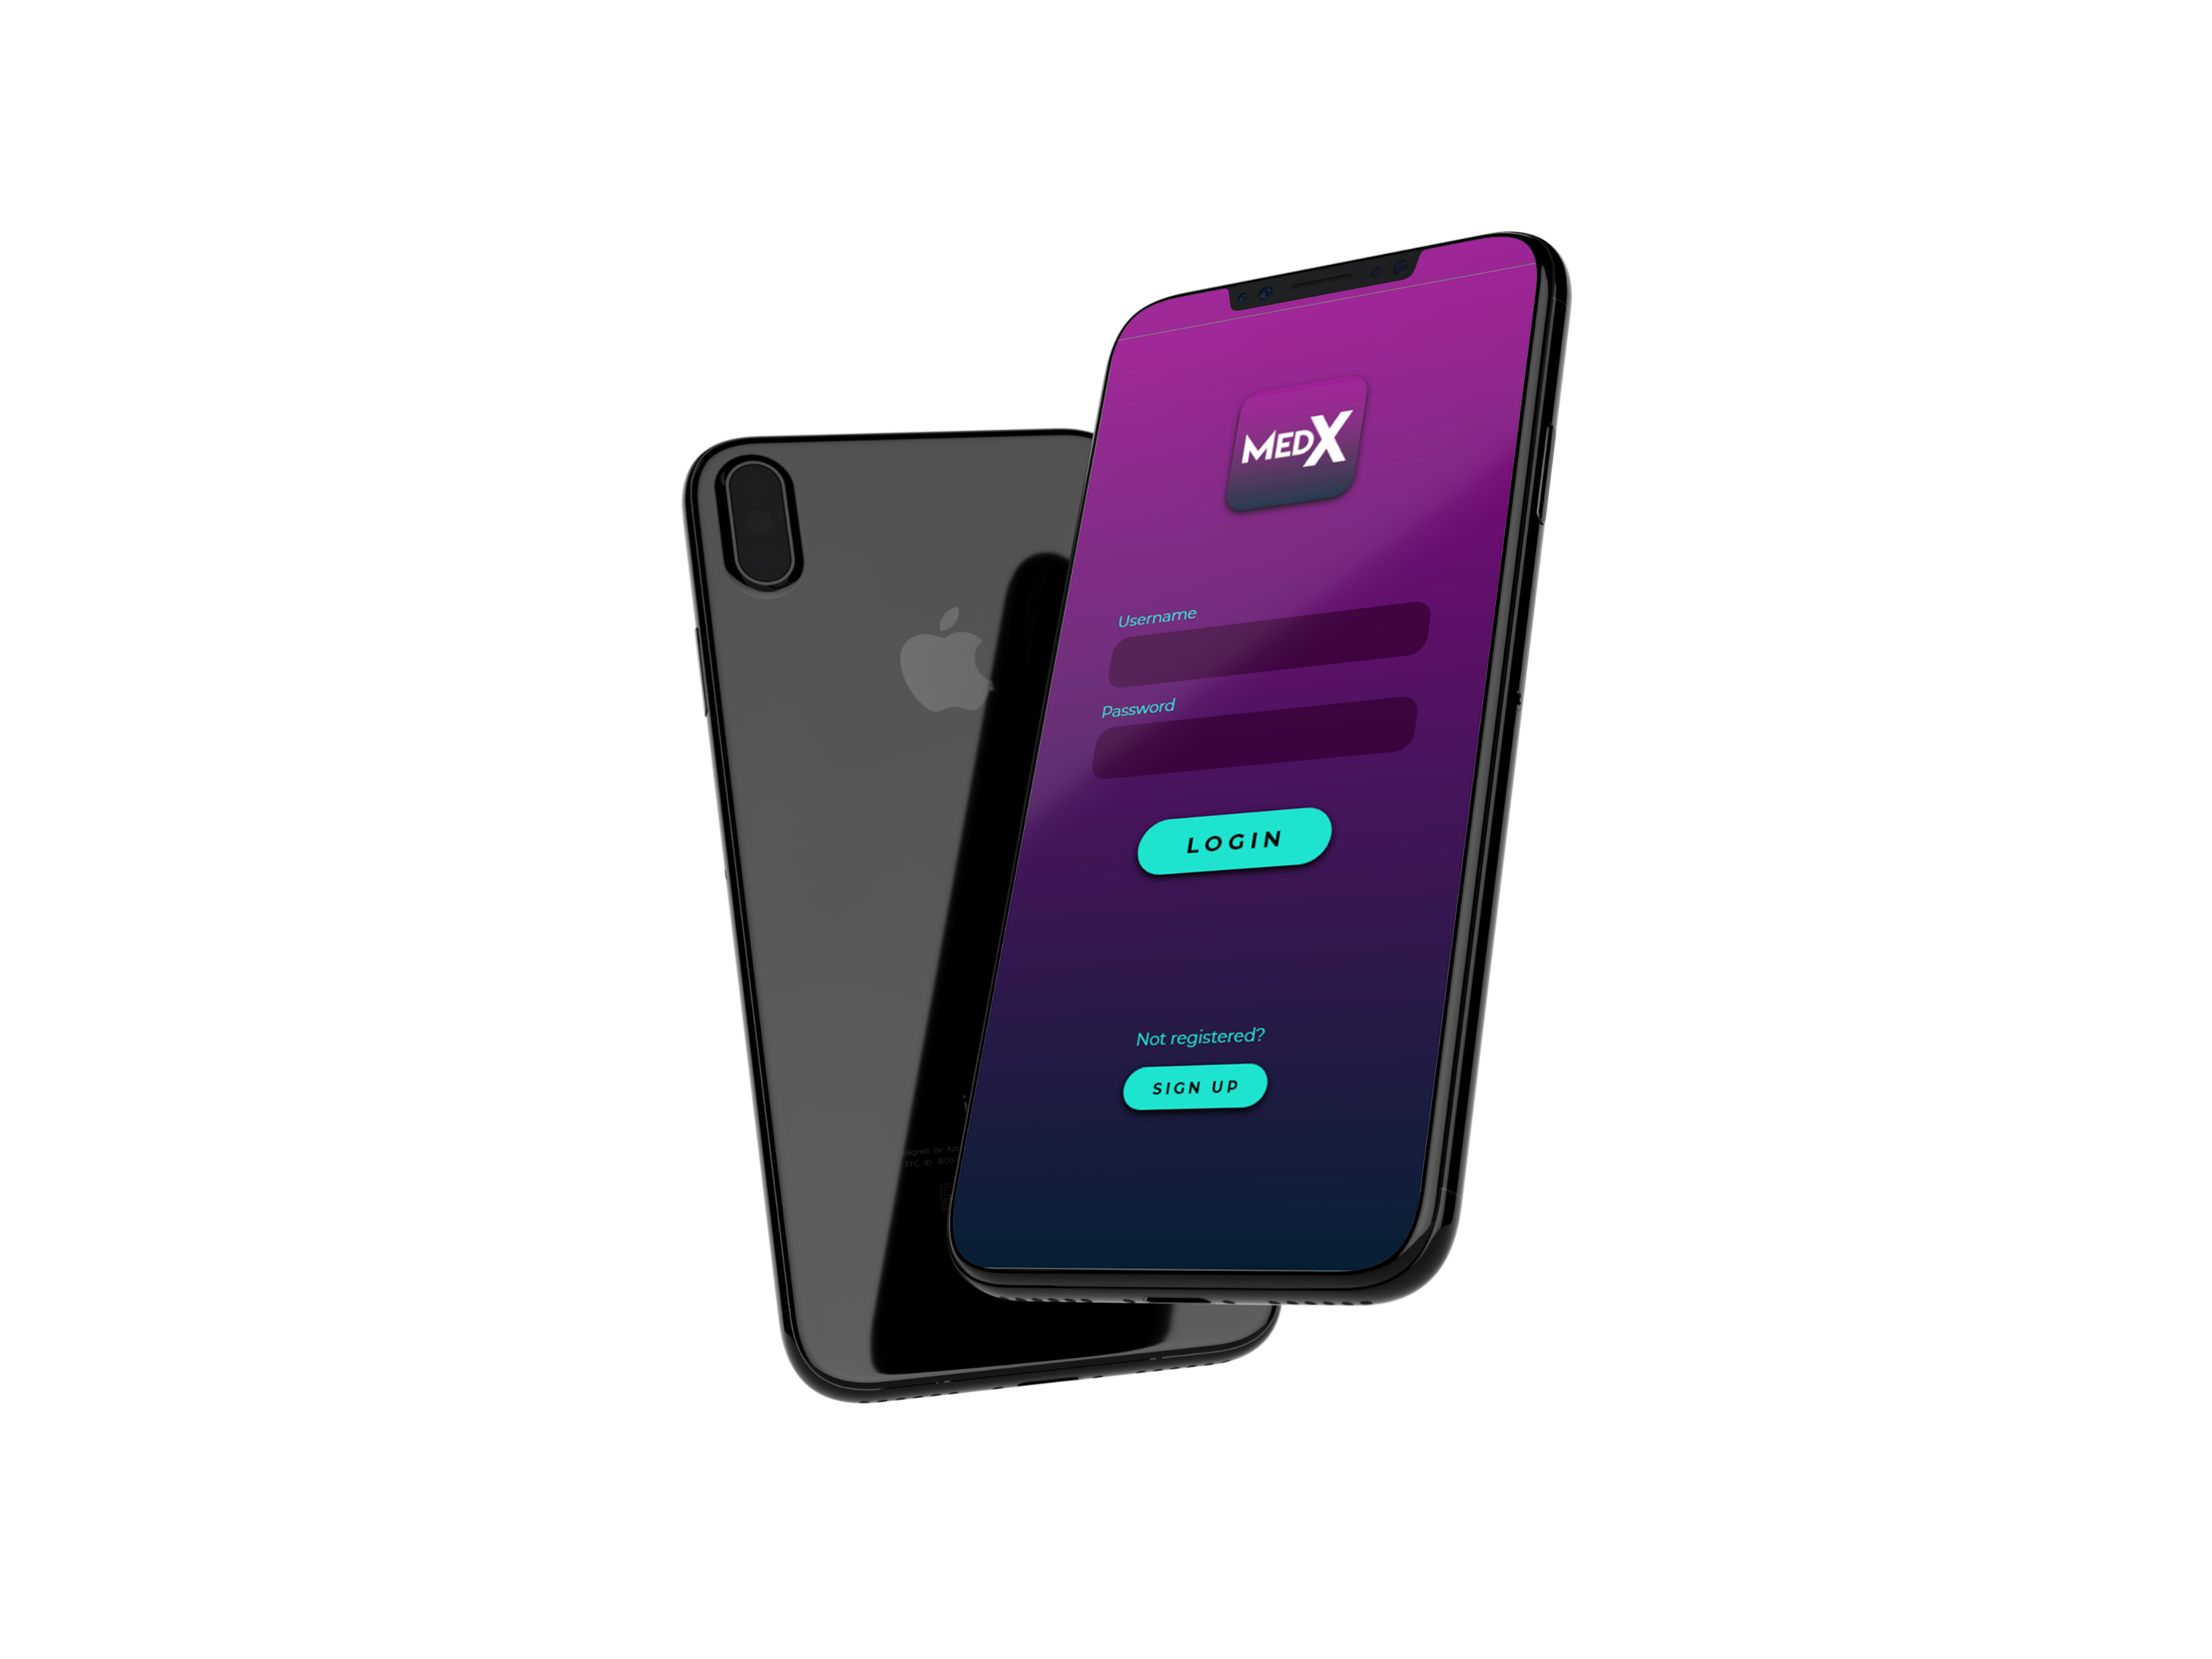 MEDX
Username
Password
LOGIN
Not registered?
SIGN UP